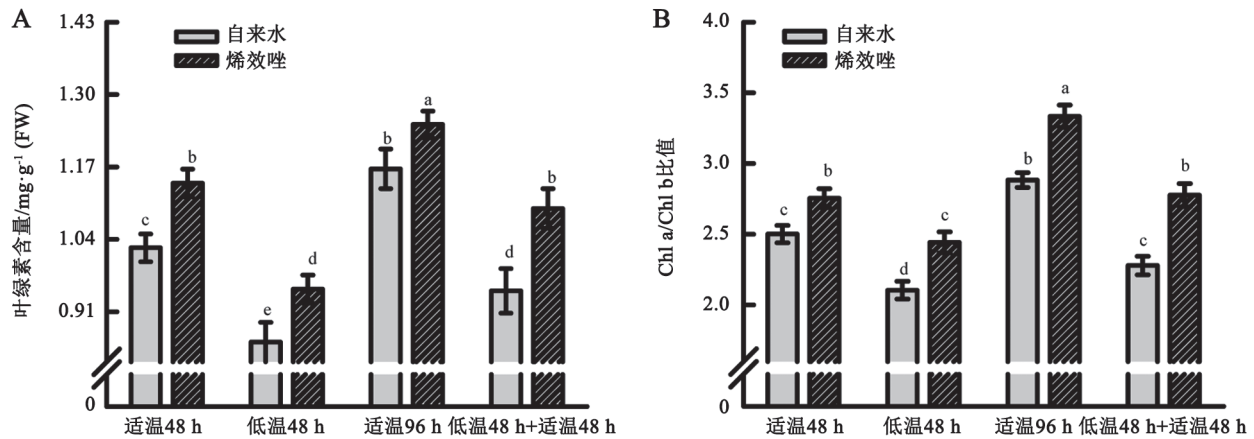 A
叶绿素含量/mg·g⁻¹ (FW)
1.43
1.30
1.17
1.04
0.91
0
自来水
烯效唑
c
b
e
d
b
a
d
b
适温48 h
低温48 h
适温96 h
低温48 h+适温48 h
B
Chl a/Chl b比值
4.0
3.5
3.0
2.5
2.0
0
自来水
烯效唑
c
b
d
c
b
a
c
b
适温48 h
低温48 h
适温96 h
低温48 h+适温48 h